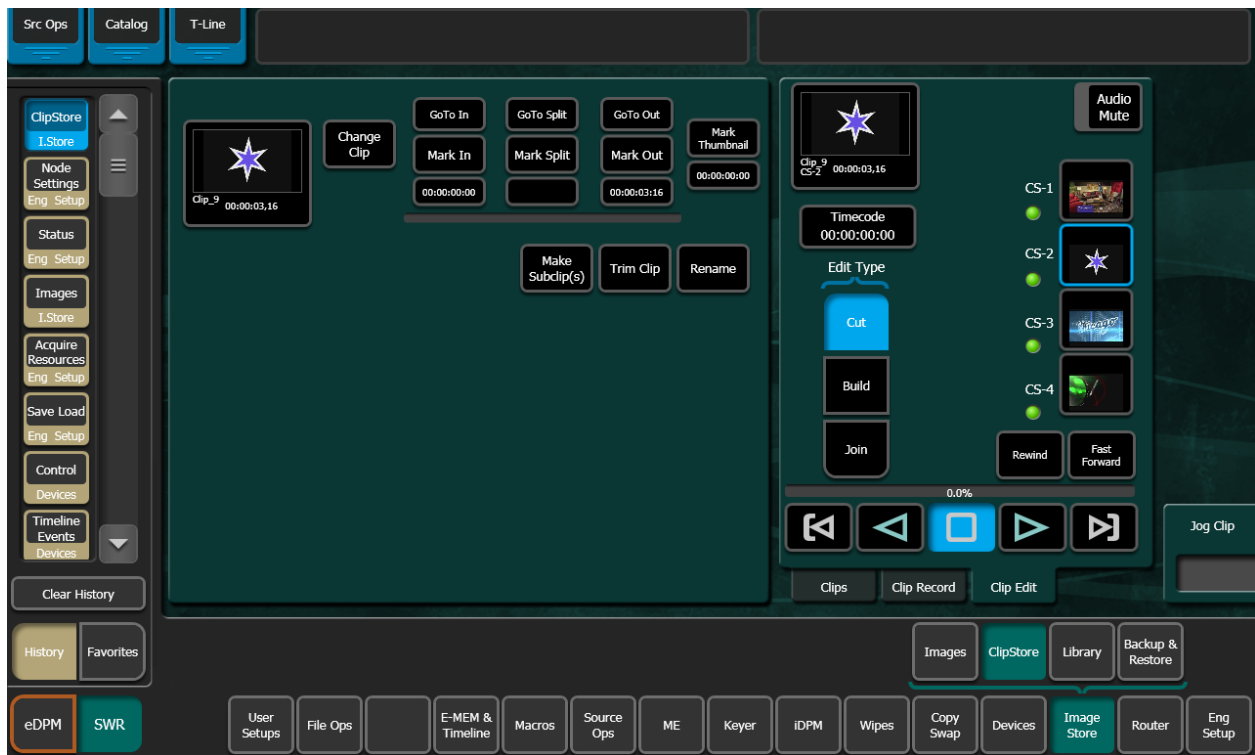 Src Ops
Catalog
T-Line
ClipStore
I.Store
Node
Settings
Eng Setup
Status
Eng Setup
Images
I.Store
Acquire
Resources
Eng Setup
Save Load
Eng Setup
Control
Devices
Timeline
Events
Devices
Clear History
History
Favorites
Clip_9 00:00:03,16
Change
Clip
GoTo In
GoTo Split
GoTo Out
Mark In
Mark Split
Mark Out
Mark
Thumbnail
00:00:00:00
00:00:03:16
00:00:00:00
Make
Subclip(s)
Trim Clip
Rename
Clip_9
CS-2 00:00:03,16
Audio
Mute
Timecode
00:00:00:00
Edit Type
Cut
Build
Join
CS-1
CS-2
CS-3
CS-4
Rewind
Fast
Forward
0.0%
Clips
Clip Record
Clip Edit
Jog Clip
Images
ClipStore
Library
Backup &
Restore
eDPM
SWR
User
Setups
File Ops
E-MEM &
Timeline
Macros
Source
Ops
ME
Keyer
iDPM
Wipes
Copy
Swap
Devices
Image
Store
Router
Eng
Setup